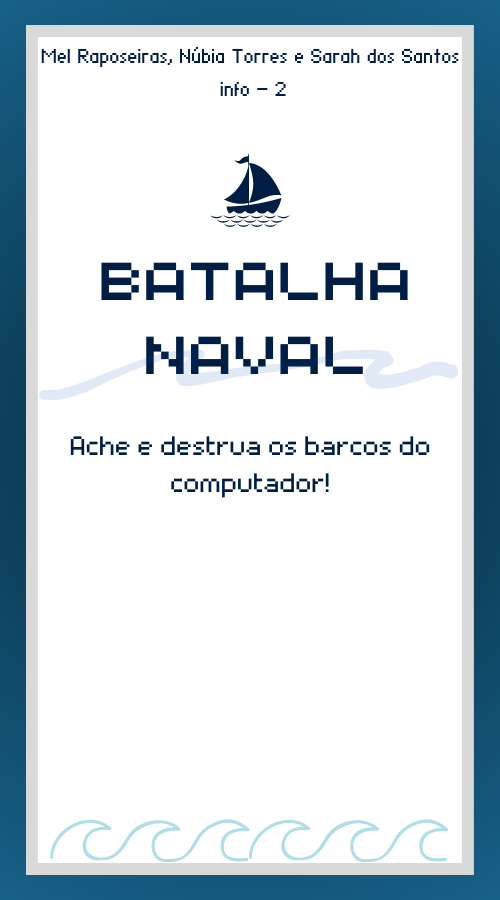 Mel Raposeiras, Núbia Torres e Sarah dos Santos
info - 2
BATALHA
NAVAL
Ache e destrua os barcos do
computador!